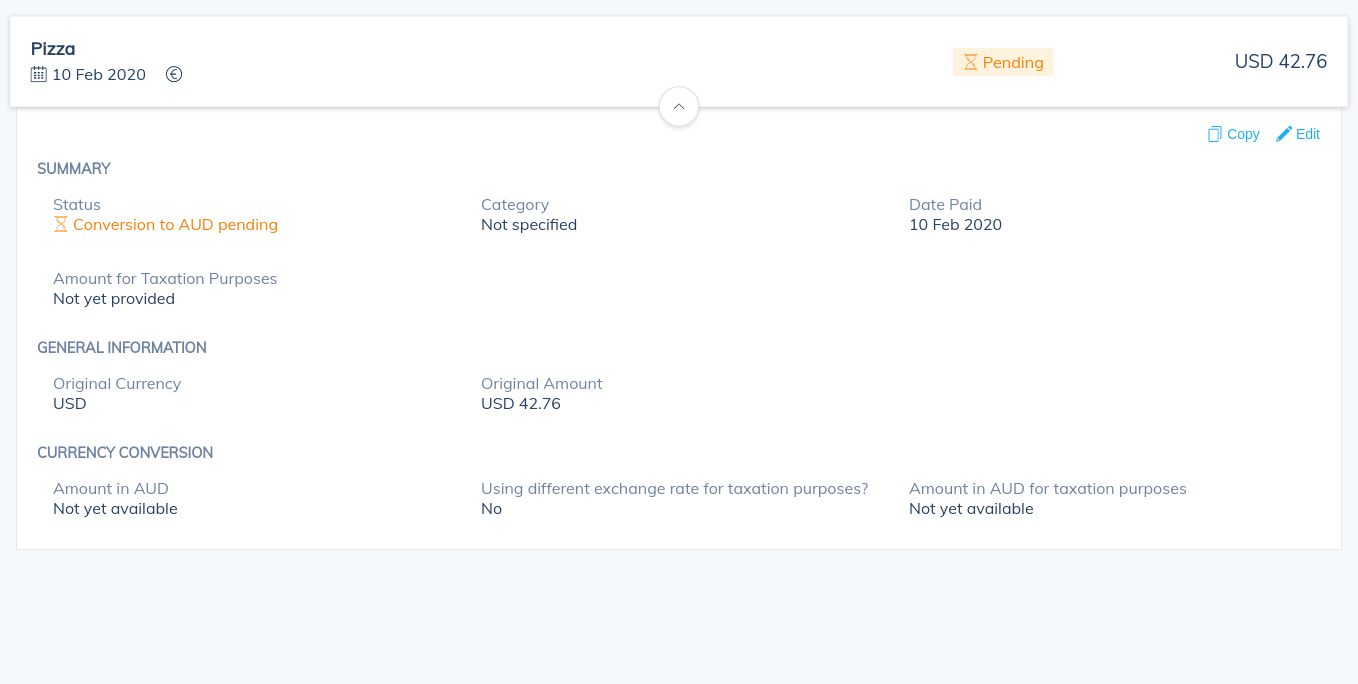 Pizza
10 Feb 2020
Pending
USD 42.76
Copy
Edit
SUMMARY
Status
Conversion to AUD pending
Category
Not specified
Date Paid
10 Feb 2020
Amount for Taxation Purposes
Not yet provided
GENERAL INFORMATION
Original Currency
USD
Original Amount
USD 42.76
CURRENCY CONVERSION
Amount in AUD
Not yet available
Using different exchange rate for taxation purposes?
No
Amount in AUD for taxation purposes
Not yet available